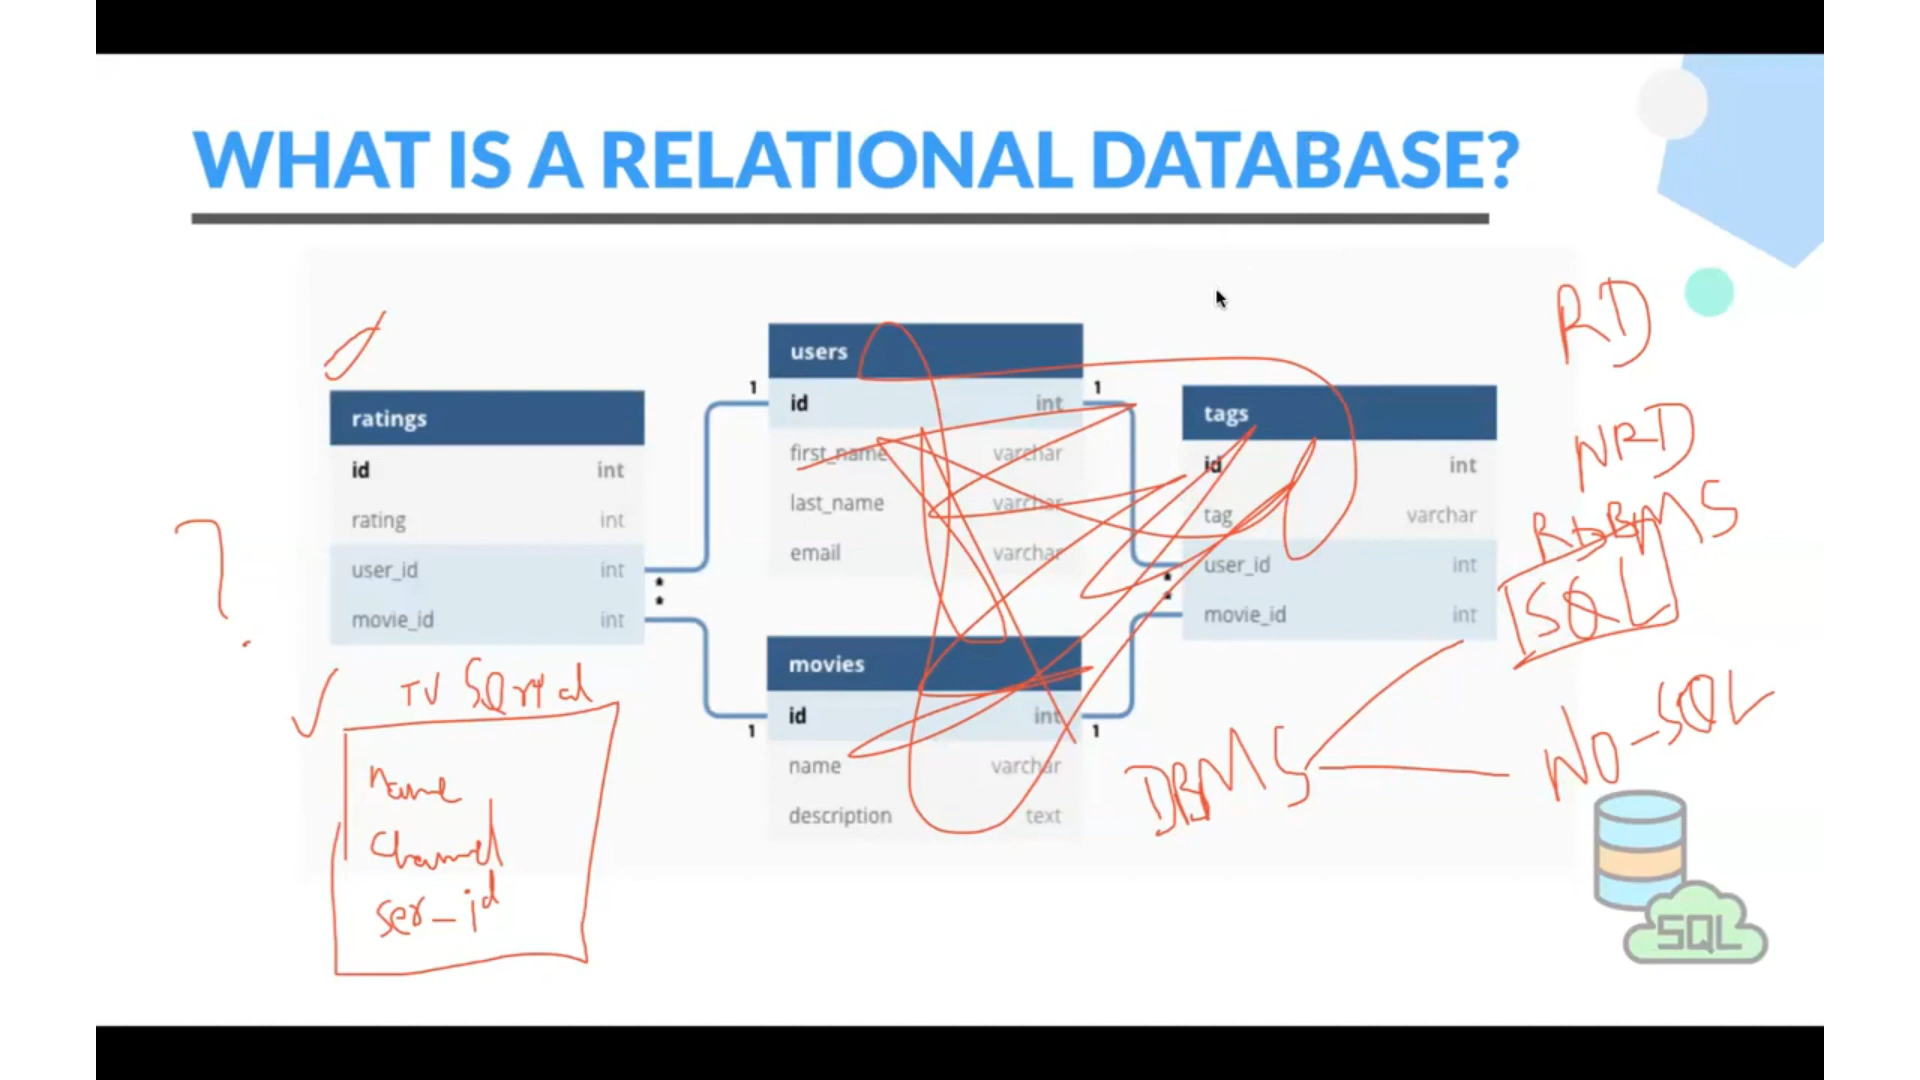 WHAT IS A RELATIONAL DATABASE?
ratings
id int
rating int
user_id int
movie_id int
users
1 1
id int
first_name varchar
last_name varchar
email varchar
movies
id int
1 1
name varchar
description text
tags
id int
tag varchar
user_id int
movie_id int
*
*
*
*
RD
NRD
RDBMS
SQL
NO-SQL
DBMS
?
TV Serial
Name
Channel
Ser_id
SQL